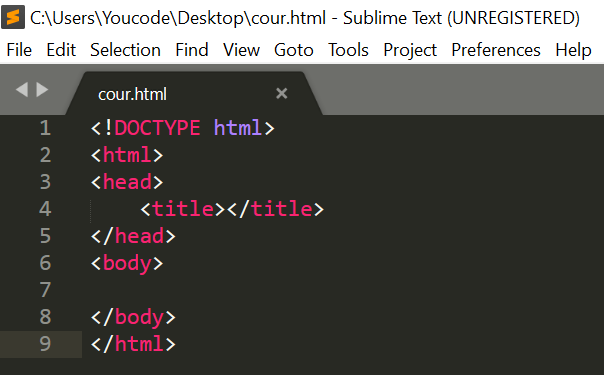 C:\Users\Youcode\Desktop\cour.html - Sublime Text (UNREGISTERED)
File Edit Selection Find View Goto Tools Project Preferences Help
cour.html ×
1 <!DOCTYPE html>
2 <html>
3 <head>
4     <title></title>
5 </head>
6 <body>
7
8 </body>
9 </html>